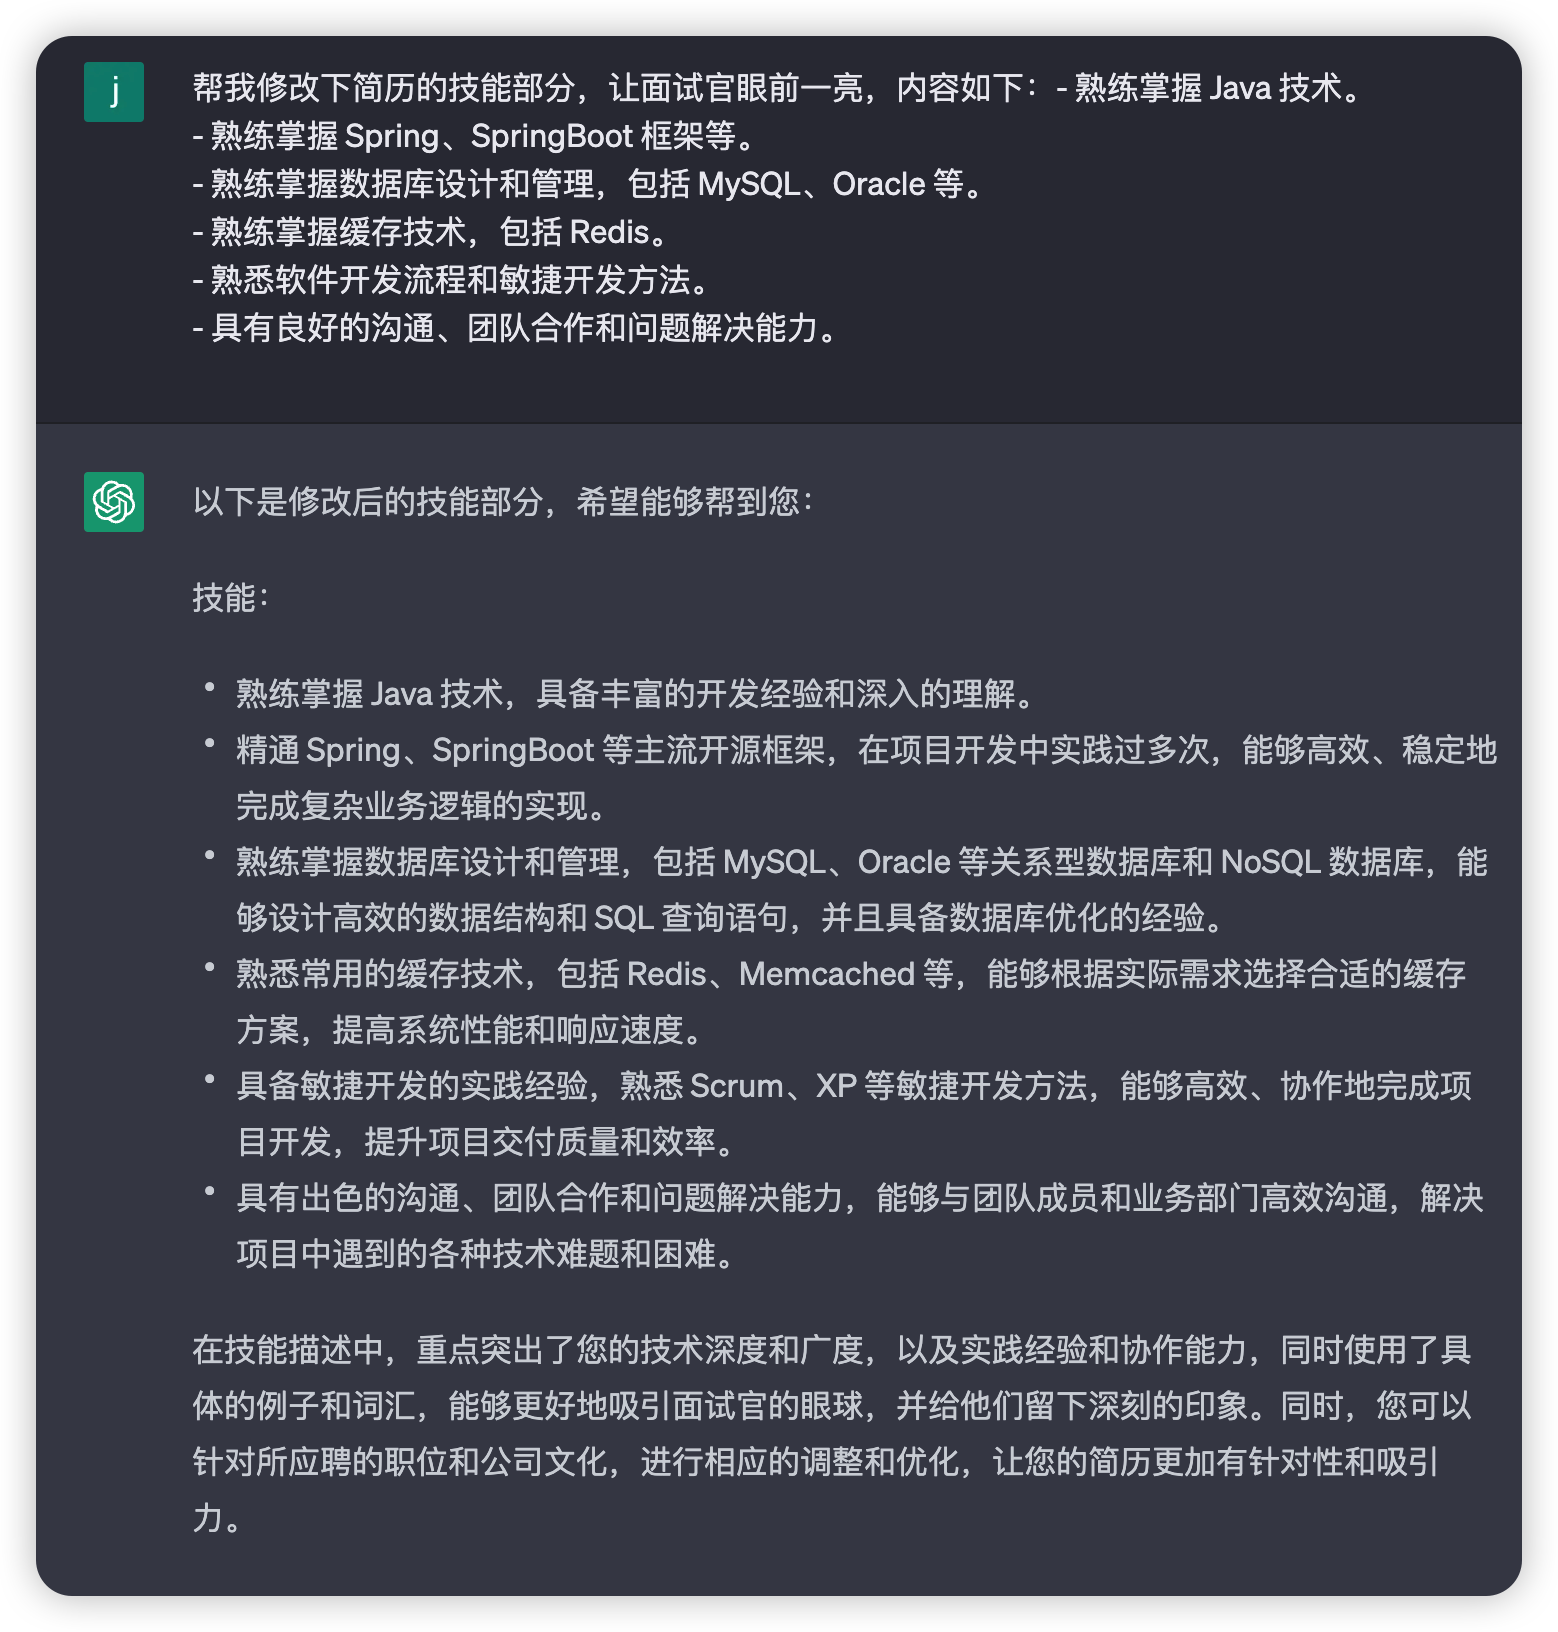 j
帮我修改下简历的技能部分，让面试官眼前一亮，内容如下：- 熟练掌握 Java 技术。
- 熟练掌握 Spring、SpringBoot 框架等。
- 熟练掌握数据库设计和管理，包括 MySQL、Oracle 等。
- 熟练掌握缓存技术，包括 Redis。
- 熟悉软件开发流程和敏捷开发方法。
- 具有良好的沟通、团队合作和问题解决能力。
以下是修改后的技能部分，希望能够帮到您：
技能：
• 熟练掌握 Java 技术，具备丰富的开发经验和深入的理解。
• 精通 Spring、SpringBoot 等主流开源框架，在项目开发中实践过多次，能够高效、稳定地
完成复杂业务逻辑的实现。
• 熟练掌握数据库设计和管理，包括 MySQL、Oracle 等关系型数据库和 NoSQL 数据库，能
够设计高效的数据结构和 SQL 查询语句，并且具备数据库优化的经验。
• 熟悉常用的缓存技术，包括 Redis、Memcached 等，能够根据实际需求选择合适的缓存
方案，提高系统性能和响应速度。
• 具备敏捷开发的实践经验，熟悉 Scrum、XP 等敏捷开发方法，能够高效、协作地完成项
目开发，提升项目交付质量和效率。
• 具有出色的沟通、团队合作和问题解决能力，能够与团队成员和业务部门高效沟通，解决
项目中遇到的各种技术难题和困难。
在技能描述中，重点突出了您的技术深度和广度，以及实践经验和协作能力，同时使用了具
体的例子和词汇，能够更好地吸引面试官的眼球，并给他们留下深刻的印象。同时，您可以
针对所应聘的职位和公司文化，进行相应的调整和优化，让您的简历更加有针对性和吸引
力。